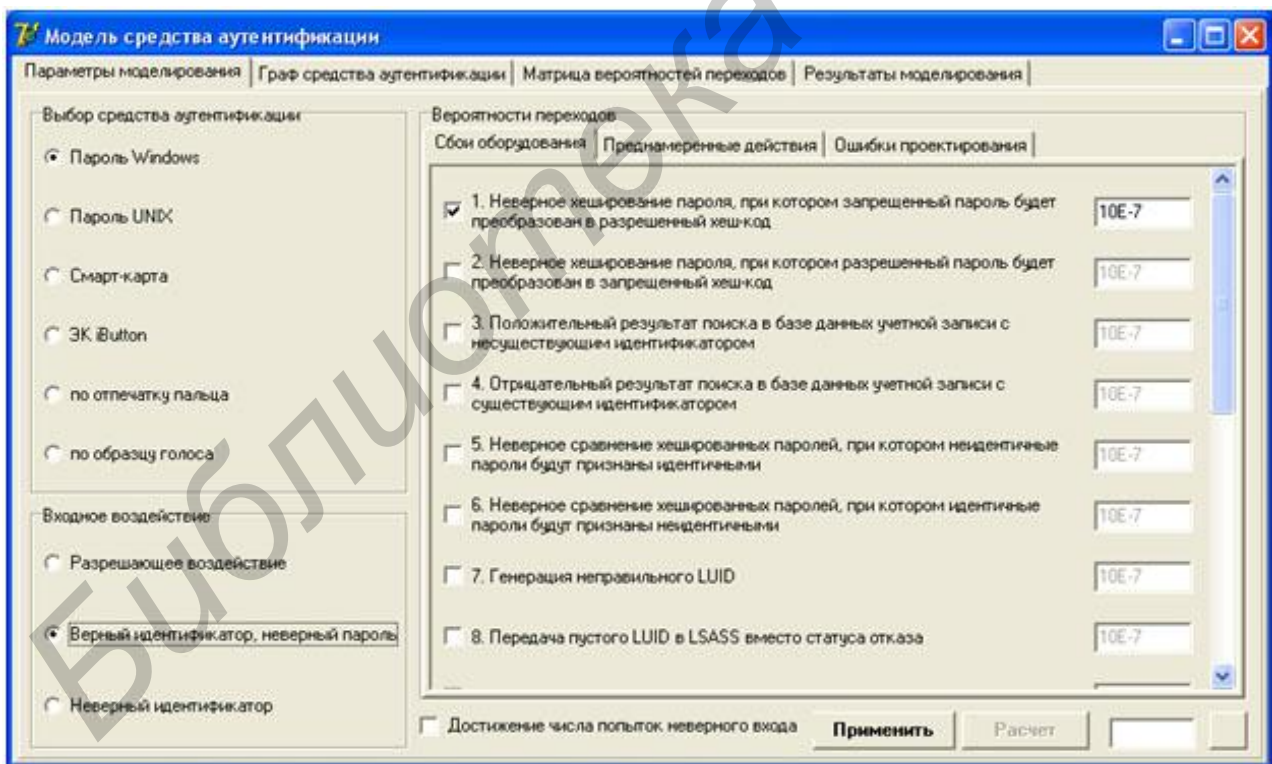 Модель средства аутентификации
Параметры моделирования
Граф средства аутентификации
Матрица вероятностей переходов
Результаты моделирования
Выбор средства аутентификации
Пароль Windows
Пароль UNIX
Смарт-карта
ЭК iButton
по отпечатку пальца
по образцу голоса
Входное воздействие
Разрешающее воздействие
Верный идентификатор, неверный пароль
Неверный идентификатор
Вероятности переходов
Сбои оборудования
Преднамеренные действия
Ошибки проектирования
1. Неверное хеширование пароля, при котором запрещенный пароль будет
преобразован в разрешенный хеш-код
10E-7
2. Неверное хеширование пароля, при котором разрешенный пароль будет
преобразован в запрещенный хеш-код
10E-7
3. Положительный результат поиска в базе данных учетной записи с
несуществующим идентификатором
10E-7
4. Отрицательный результат поиска в базе данных учетной записи с
существующим идентификатором
10E-7
5. Неверное сравнение хешированных паролей, при котором неидентичные
пароли будут признаны идентичными
10E-7
6. Неверное сравнение хешированных паролей, при котором идентичные
пароли будут признаны неидентичными
10E-7
7. Генерация неправильного LUID
10E-7
8. Передача пустого LUID в LSASS вместо статуса отказа
10E-7
Достижение числа попыток неверного входа
Применить
Расчет
Библиотека